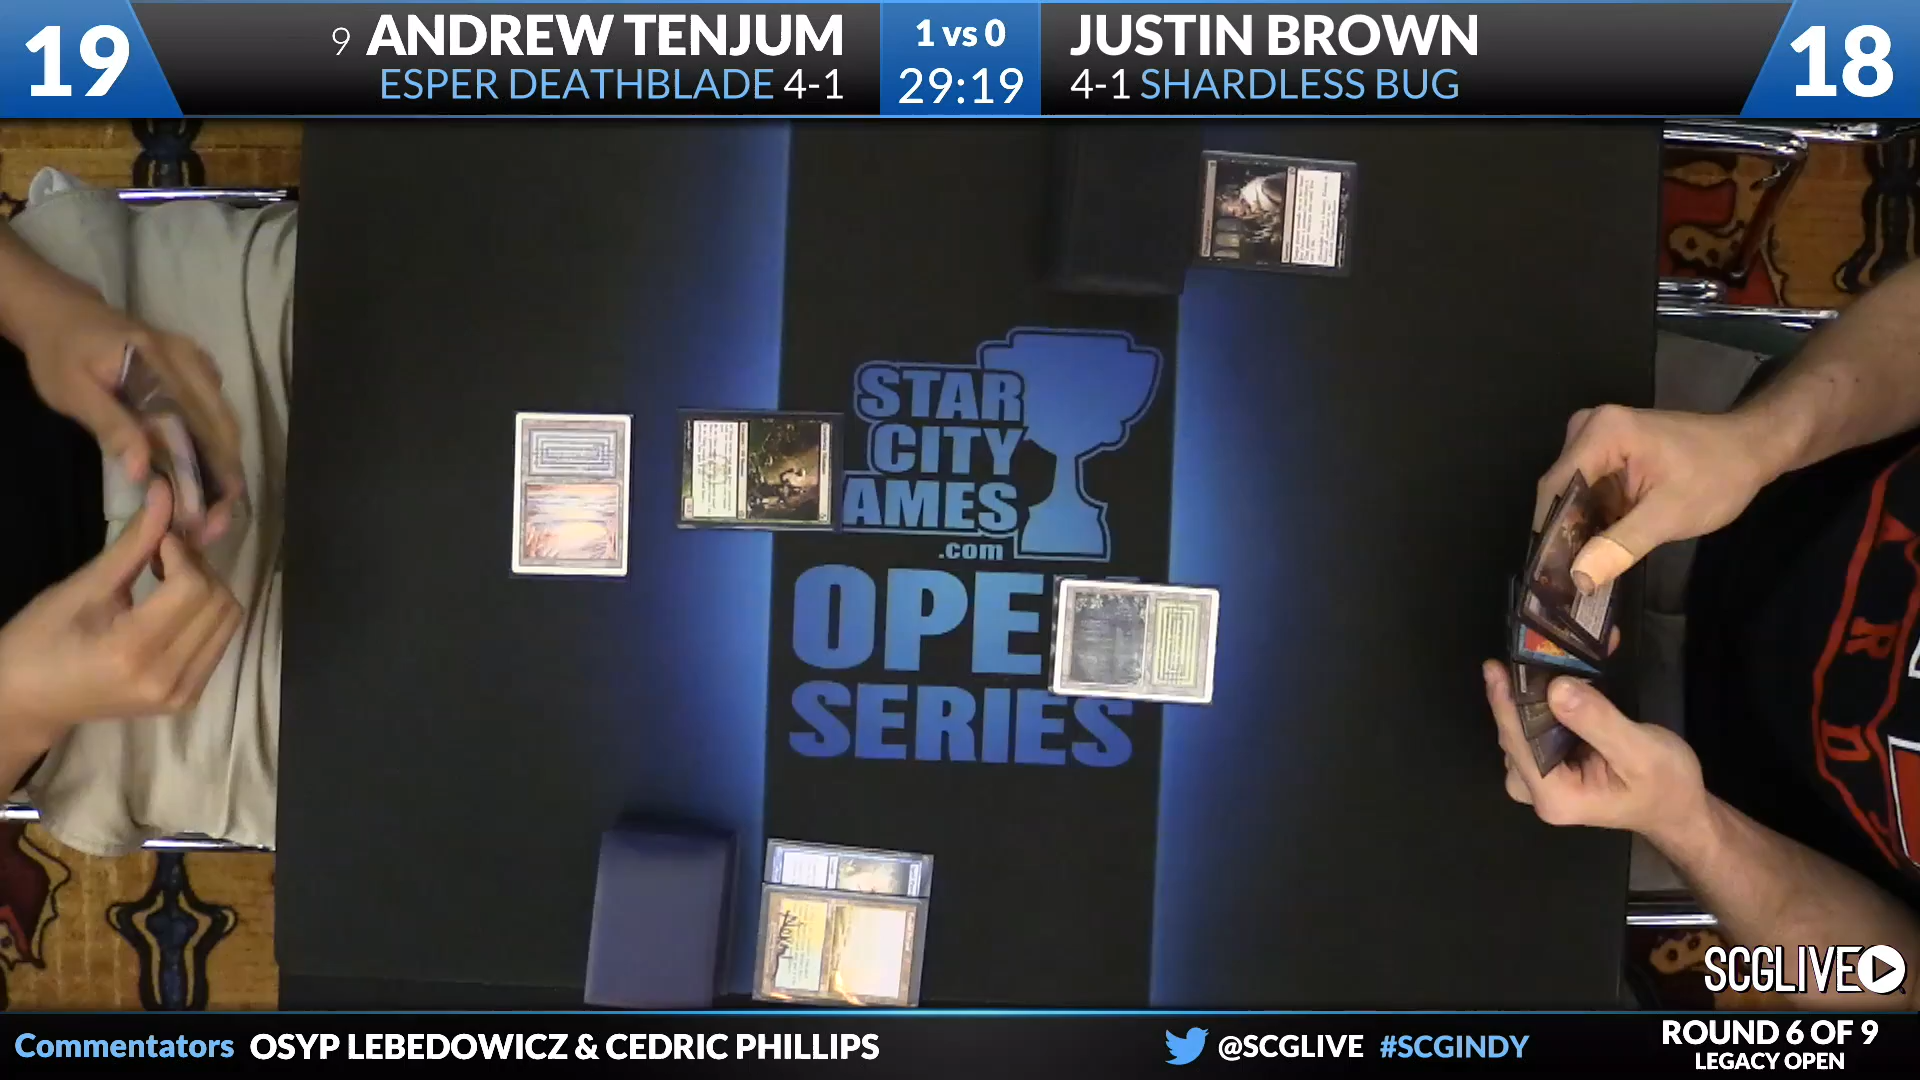 19
9 ANDREW TENJUM
ESPER DEATHBLADE 4-1
1 vs 0
29:19
JUSTIN BROWN
4-1 SHARDLESS BUG
18
STAR
CITY
AMES
.com
OPE
SERIES
ARD
SCGLIVE
Commentators OSYP LEBEDOWICZ & CEDRIC PHILLIPS
@SCGLIVE #SCGINDY
ROUND 6 OF 9
LEGACY OPEN